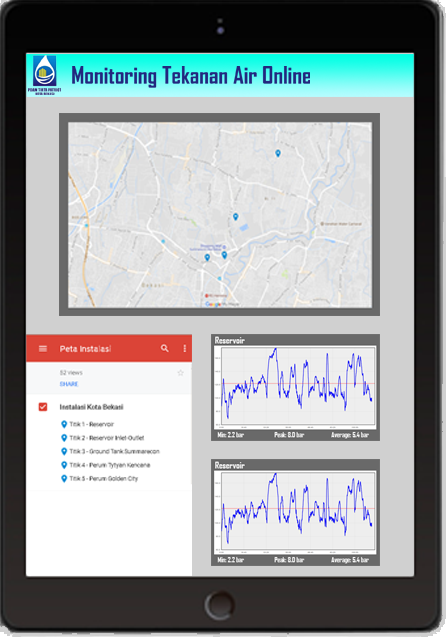 Monitoring Tekanan Air Online
PDAM TIRTA PATRIOT
KOTA BEKASI
Bekasi
Google My Maps
Peta Instalasi
52 views
SHARE
Instalasi Kota Bekasi
Titik 1 - Reservoir
Titik 2 - Reservoir Inlet-Outlet
Titik 3 - Ground Tank Summarecon
Titik 4 - Perum Tytyan Kencana
Titik 5 - Perum Golden City
Reservoir
Min: 2.2 bar Peak: 8.0 bar Average: 5.4 bar
Reservoir
Min: 2.2 bar Peak: 8.0 bar Average: 5.4 bar